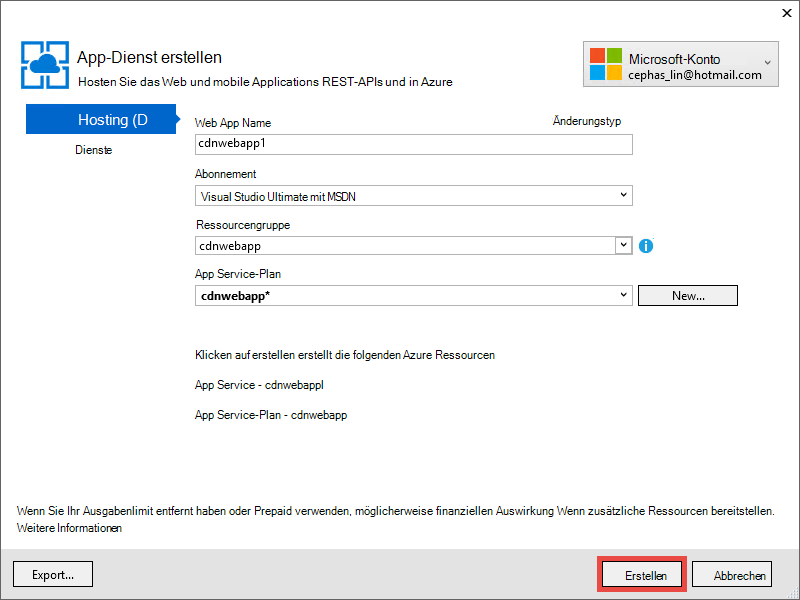 App-Dienst erstellen
Hosten Sie das Web und mobile Applications REST-APIs und in Azure
Microsoft-Konto
cephas_lin@hotmail.com
Hosting (D
Dienste
Web App Name
Änderungstyp
cdnwebapp1
Abonnement
Visual Studio Ultimate mit MSDN
Ressourcengruppe
cdnwebapp
App Service-Plan
cdnwebapp*
New...
Klicken auf erstellen erstellt die folgenden Azure Ressourcen
App Service - cdnwebappl
App Service-Plan - cdnwebapp
Wenn Sie Ihr Ausgabenlimit entfernt haben oder Prepaid verwenden, möglicherweise finanziellen Auswirkung Wenn zusätzliche Ressourcen bereitstellen.
Weitere Informationen
Export...
Erstellen
Abbrechen